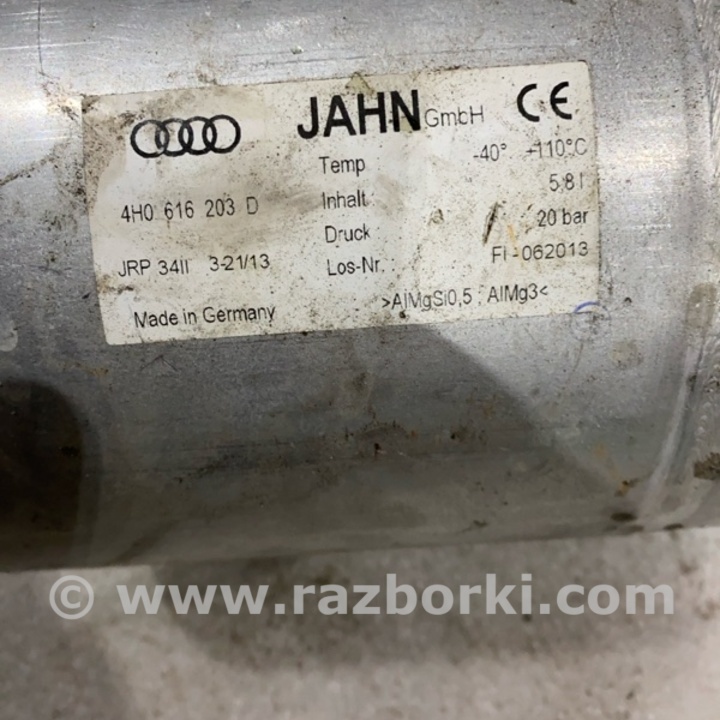 JAHN GmbH CE
Temp -40° +110°C
4H0 616 203 D Inhalt 5,8 l
Druck 20 bar
JRP 34II 3-21/13 Los-Nr. FI-062013
Made in Germany >AlMgSi0,5 AlMg3<
© www.razborki.com